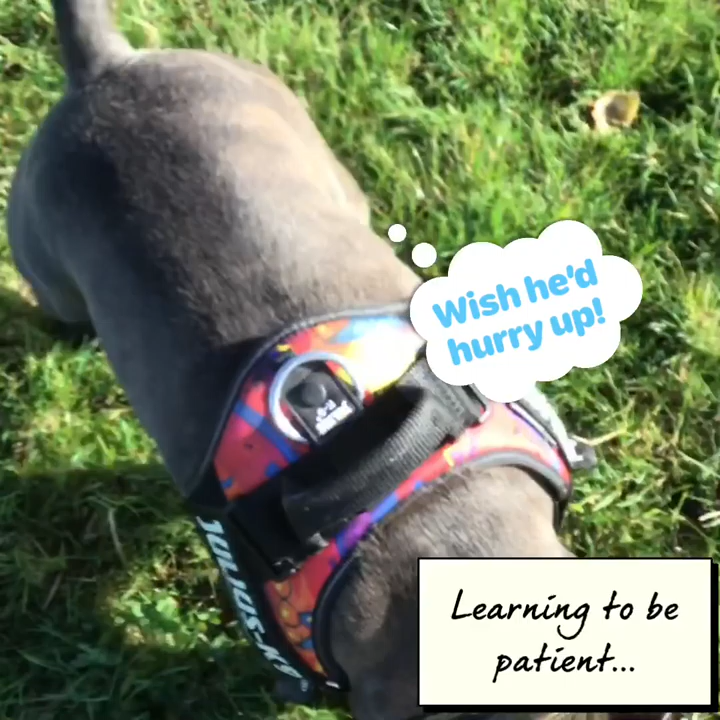 Wish he'd
hurry up!
JULIUS-K9
Learning to be
patient...